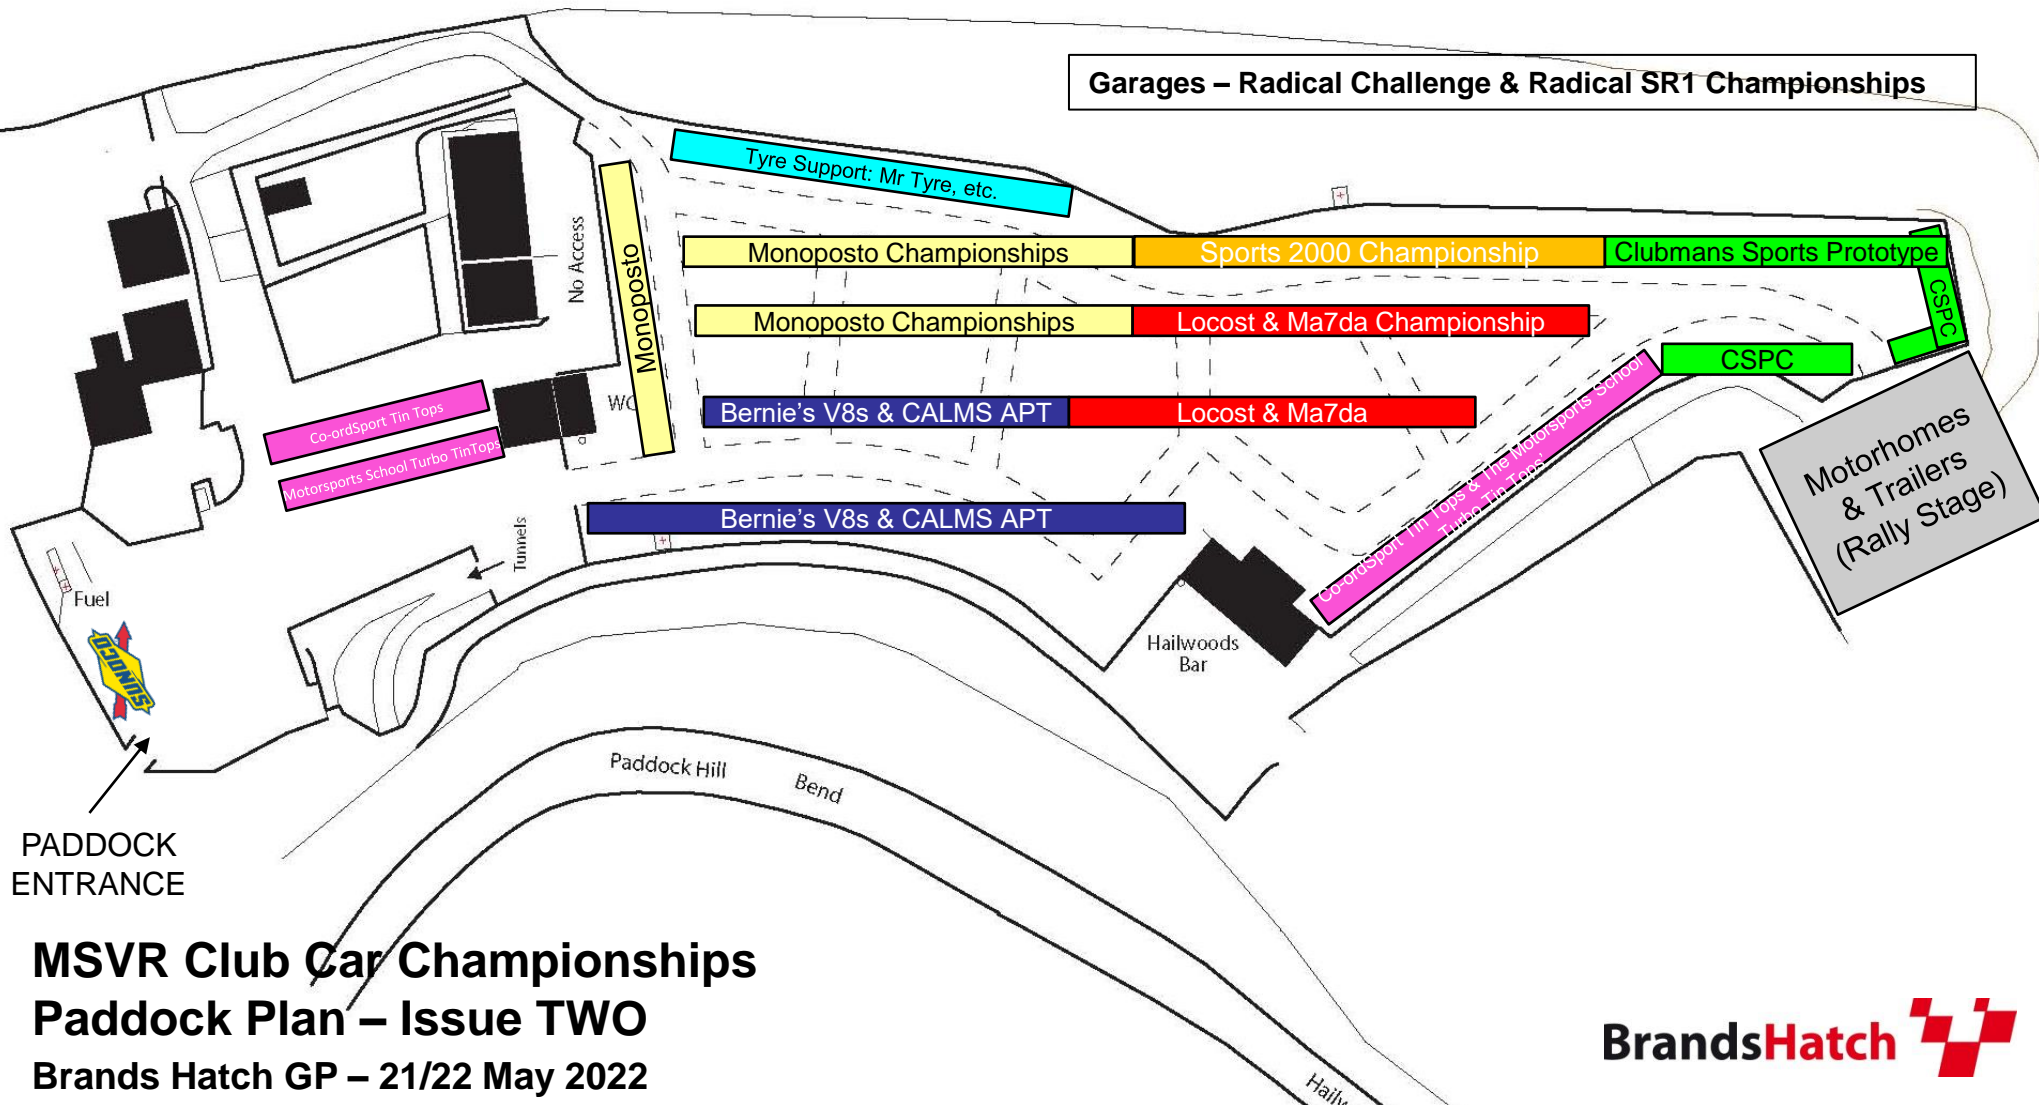 Garages – Radical Challenge & Radical SR1 Championships
Tyre Support: Mr Tyre, etc.
No Access
Monoposto
Monoposto Championships
Sports 2000 Championship
Clubmans Sports Prototype
CSPC
Monoposto Championships
Locost & Ma7da Championship
CSPC
Co-ordSport Tin Tops
Motorsports School Turbo TinTops
WC
Bernie's V8s & CALMS APT
Locost & Ma7da
Co-ordSport Tin Tops & The Motorsports School
Turbo Tin Tops'
Motorhomes
& Trailers
(Rally Stage)
Bernie's V8s & CALMS APT
Tunnels
Fuel
SUNOCO
Hailwoods
Bar
Paddock Hill Bend
PADDOCK
ENTRANCE
MSVR Club Car Championships
Paddock Plan – Issue TWO
Brands Hatch GP – 21/22 May 2022
BrandsHatch